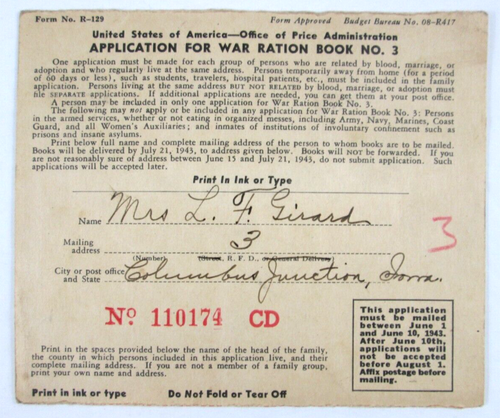 Form No. R-129 Form Approved Budget Bureau No. 08-R417
United States of America—Office of Price Administration
APPLICATION FOR WAR RATION BOOK NO. 3
One application must be made for each group of persons who are related by blood, marriage, or
adoption and who regularly live at the same address. Persons temporarily away from home (for a period
of 60 days or less), such as students, travelers, hospital patients, etc., must be included in the family
application. Persons living at the same address BUT NOT RELATED by blood, marriage, or adoption must
file SEPARATE applications. If additional applications are needed, you can get them at your post office.
A person may be included in only one application for War Ration Book No. 3.
The following may not apply or be included in any application for War Ration Book No. 3: Persons
in the armed services, whether or not eating in organized messes, including Army, Navy, Marines, Coast
Guard, and all Women's Auxiliaries; and inmates of institutions of involuntary confinement such as
prisons and insane asylums.
Print below full name and complete mailing address of the person to whom books are to be mailed.
Books will be delivered by July 21, 1943, to address given below. Books will NOT be forwarded. If you
are not reasonably sure of address between June 15 and July 21, 1943, do not submit application. Such
applications will be accepted later.
Print In Ink or Type
Name Mrs L. F. Girard
3
Mailing
address 3
(Number) (Street, R. F. D., or General Delivery)
City or post office
and State Columbus Junction, Iowa.
No 110174 CD
This application
must be mailed
between June 1
and June 10, 1943.
After June 10th,
applications will
not be accepted
before August 1.
Affix postage before
mailing.
Print in the spaces provided below the name of the head of the family,
the county in which persons included in this application live, and their
complete mailing address. If you are not a member of a family group,
print your own name and address.
Print in ink or type Do Not Fold or Tear Off